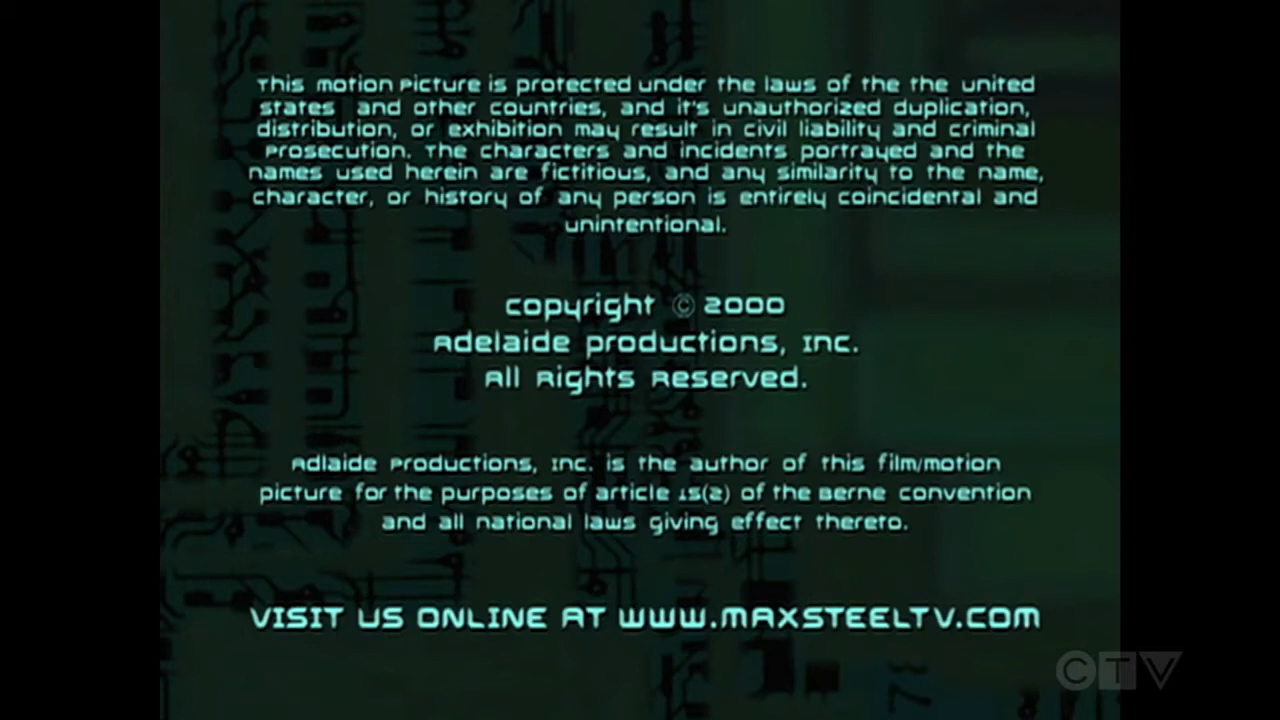 This motion picture is protected under the laws of the the united
states and other countries, and it's unauthorized duplication,
distribution, or exhibition may result in civil liability and criminal
prosecution. The characters and incidents portrayed and the
names used herein are fictitious, and any similarity to the name,
character, or history of any person is entirely coincidental and
unintentional.
copyright © 2000
Adelaide productions, Inc.
All Rights Reserved.
Adlaide Productions, Inc. is the author of this film/motion
picture for the purposes of article 15(2) of the Berne convention
and all national laws giving effect thereto.
VISIT US ONLINE AT WWW.MAXSTEELTV.COM
CTV